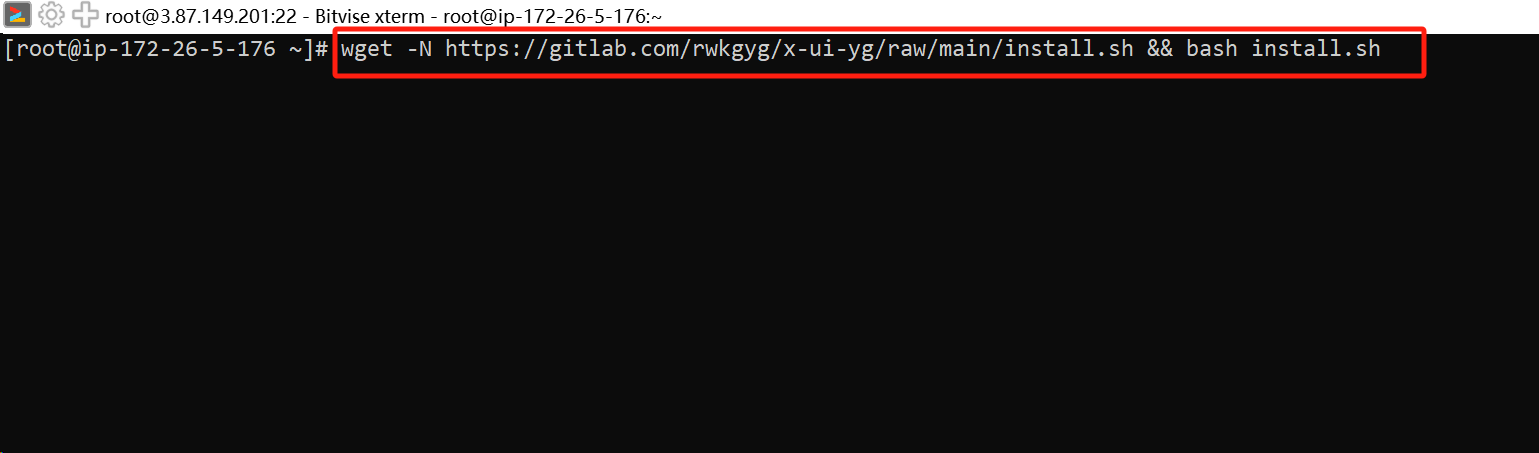 root@3.87.149.201:22 - Bitvise xterm - root@ip-172-26-5-176:~
[root@ip-172-26-5-176 ~]# wget -N https://gitlab.com/rwkgyg/x-ui-yg/raw/main/install.sh && bash install.sh